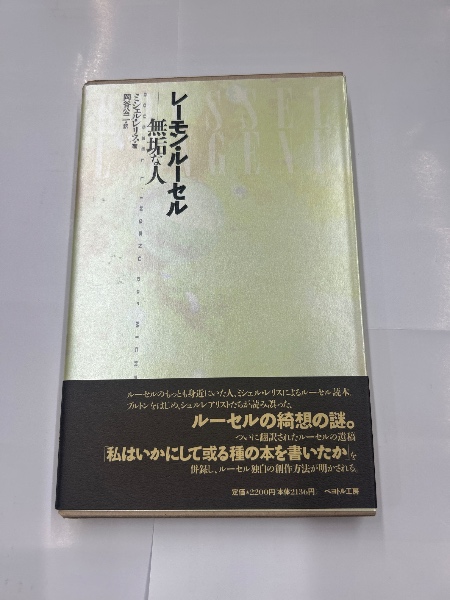 レーモン・ルーセル
──無垢な人
ミシェル・レリス・著
岡谷公二・訳
ルーセルのもっとも身近にいた人、ミシェル・レリスによるルーセル読本。
ブルトンをはじめ、シュルレアリストたちが読み誤った、
ルーセルの綺想の謎。
ついに翻訳されたルーセルの遺稿
「私はいかにして或る種の本を書いたか」を
併録し、ルーセル独自の創作方法が明かされる。
定価●2200円(本体2136円) ペヨトル工房